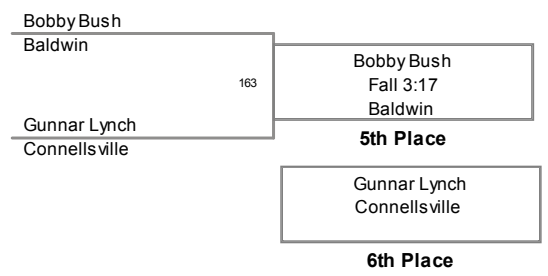 Bobby Bush
Baldwin
163
Gunnar Lynch
Connellsville
Bobby Bush
Fall 3:17
Baldwin
5th Place
Gunnar Lynch
Connellsville
6th Place